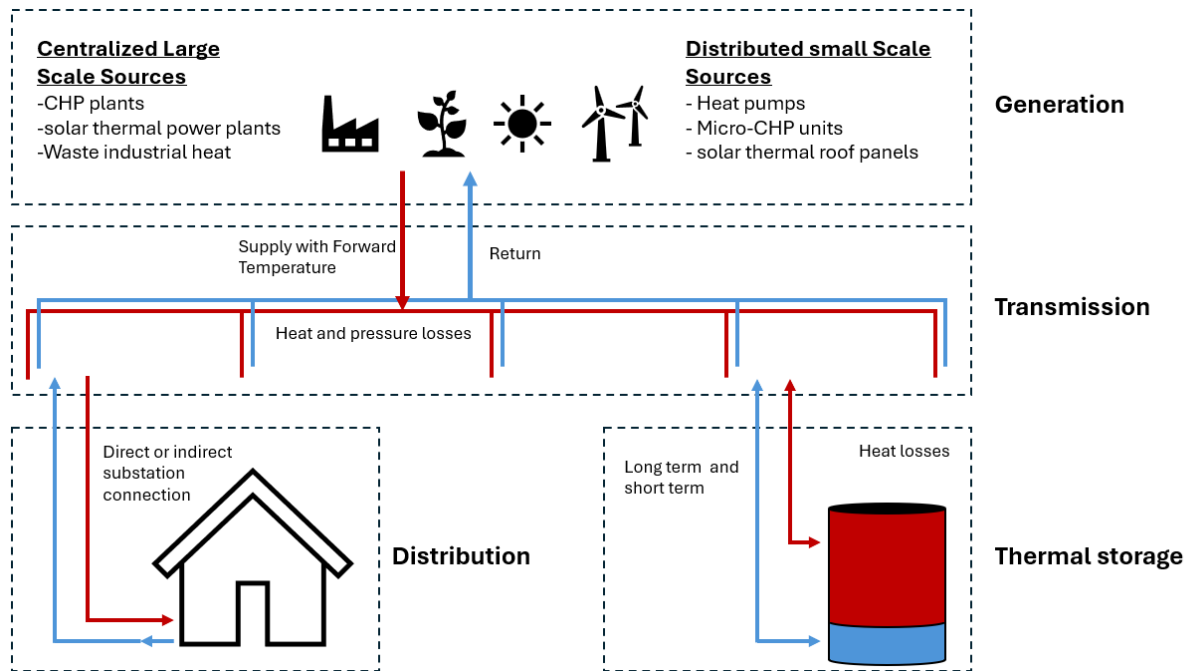 Centralized Large
Scale Sources
-CHP plants
-solar thermal power plants
-Waste industrial heat
Distributed small Scale
Sources
- Heat pumps
- Micro-CHP units
- solar thermal roof panels
Generation
Supply with Forward
Temperature
Return
Heat and pressure losses
Transmission
Direct or indirect
substation
connection
Distribution
Long term and
short term
Heat losses
Thermal storage